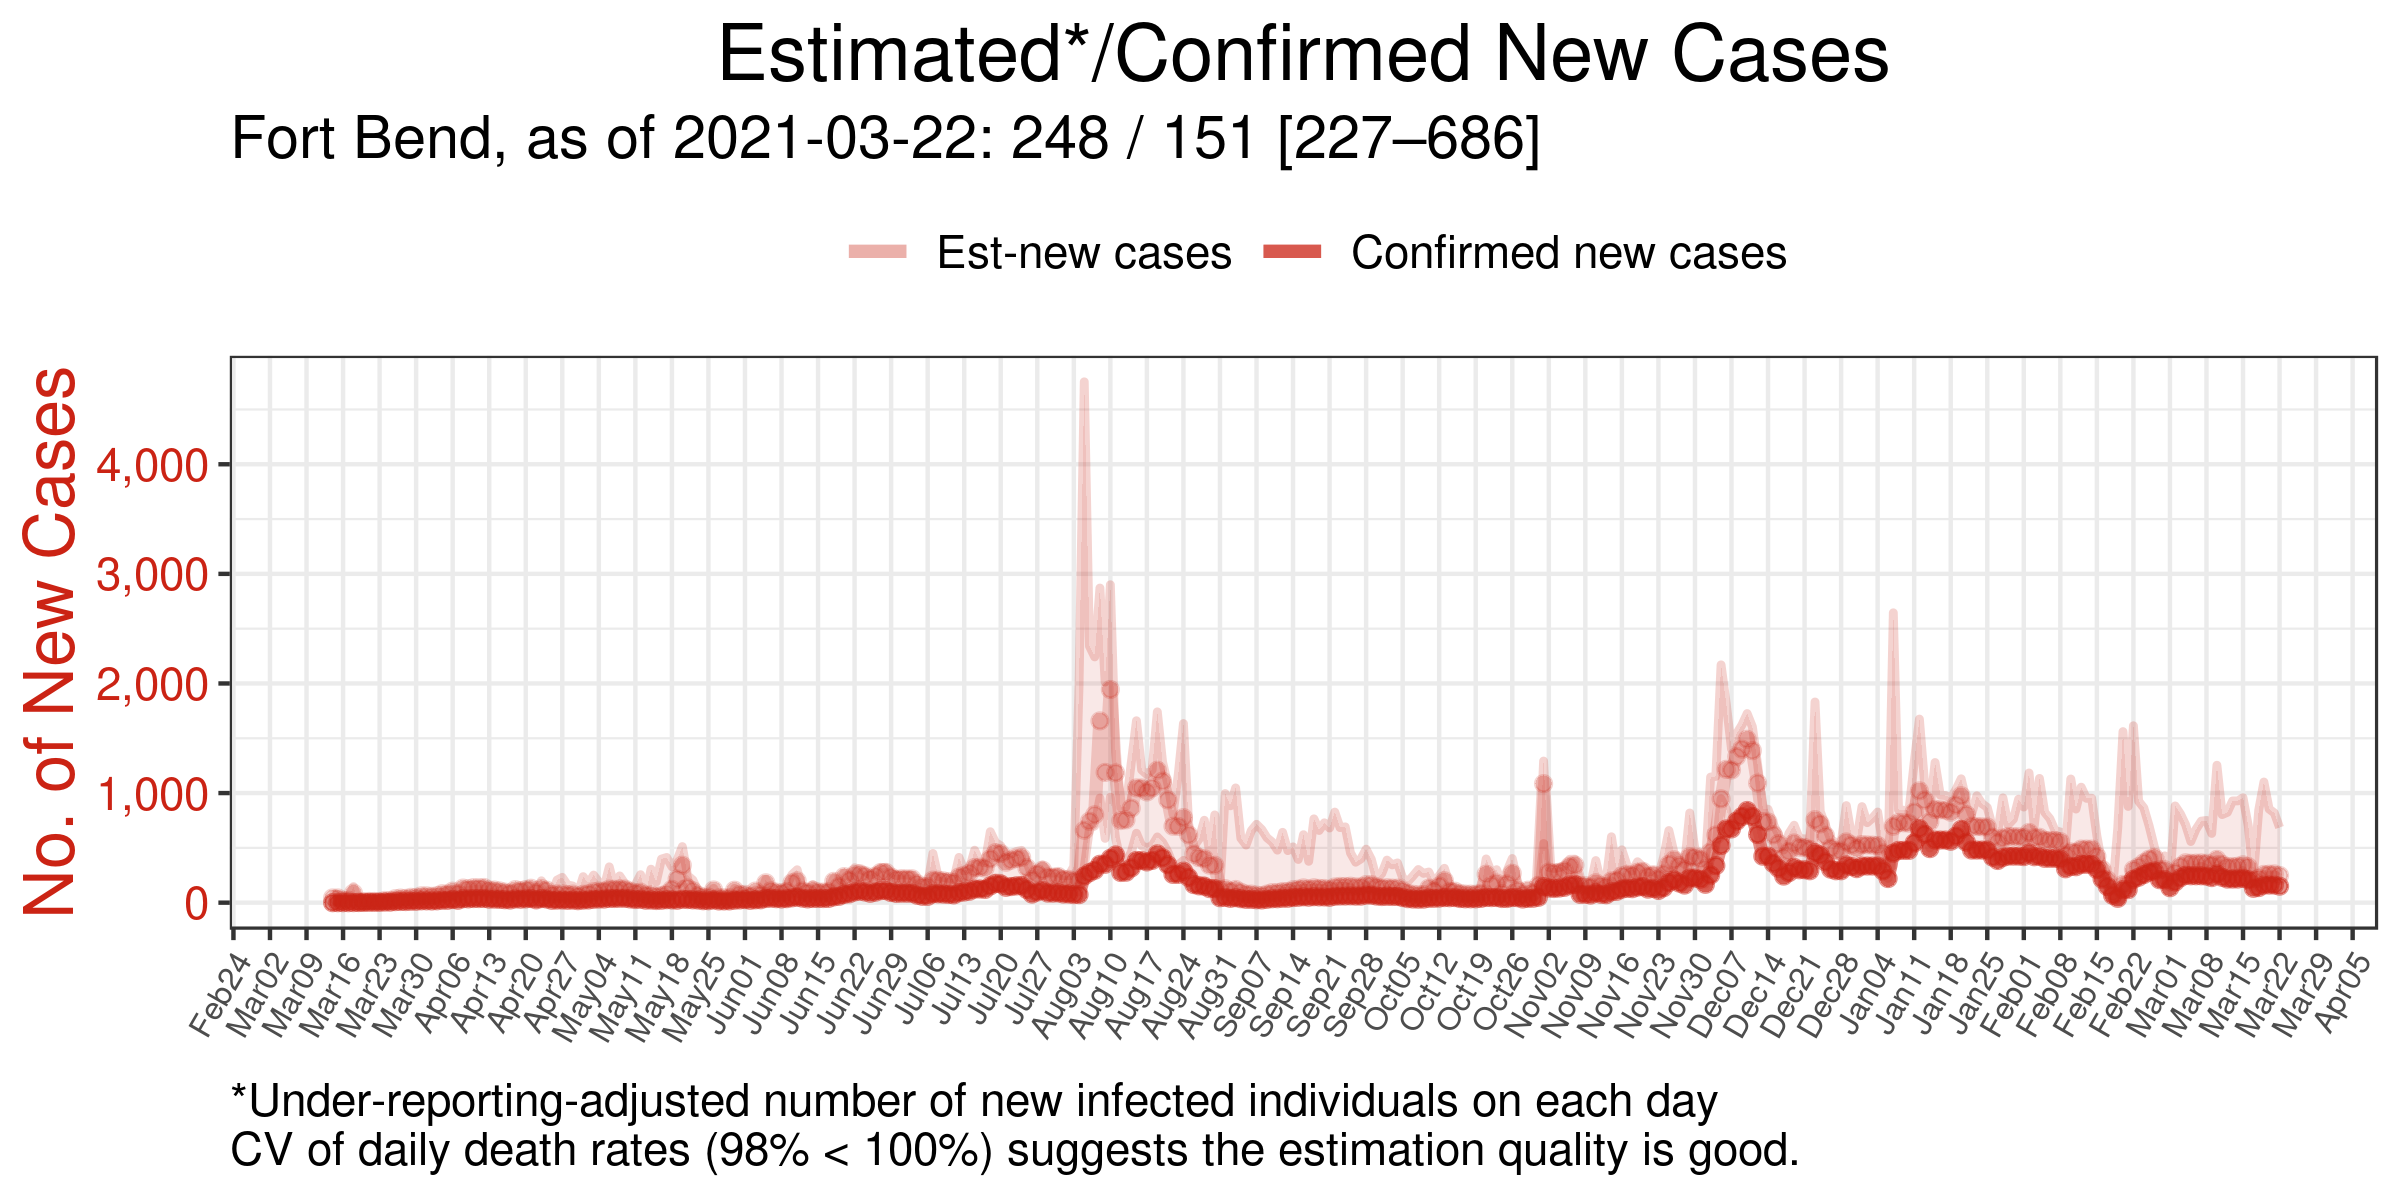 Estimated*/Confirmed New Cases
Fort Bend, as of 2021-03-22: 248 / 151 [227–686]
Est-new cases
Confirmed new cases
No. of New Cases
4,000
3,000
2,000
1,000
0
Feb24
Mar02
Mar09
Mar16
Mar23
Mar30
Apr06
Apr13
Apr20
Apr27
May04
May11
May18
May25
Jun01
Jun08
Jun15
Jun22
Jun29
Jul06
Jul13
Jul20
Jul27
Aug03
Aug10
Aug17
Aug24
Aug31
Sep07
Sep14
Sep21
Sep28
Oct05
Oct12
Oct19
Oct26
Nov02
Nov09
Nov16
Nov23
Nov30
Dec07
Dec14
Dec21
Dec28
Jan04
Jan11
Jan18
Jan25
Feb01
Feb08
Feb15
Feb22
Mar01
Mar08
Mar15
Mar22
Mar29
Apr05
*Under-reporting-adjusted number of new infected individuals on each day
CV of daily death rates (98% < 100%) suggests the estimation quality is good.